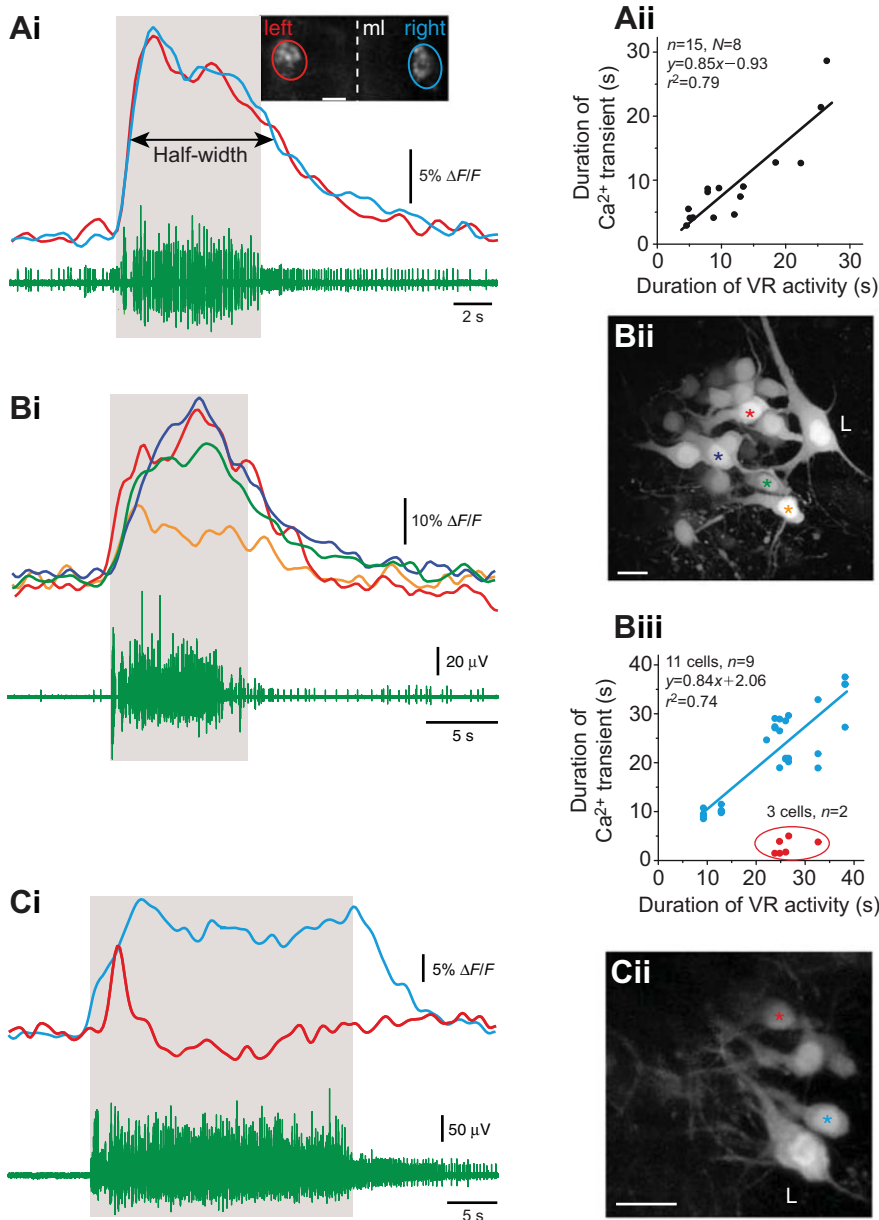 Ai
left
ml
right
Half-width
5% ΔF/F
2 s
Aii
n=15, N=8
y=0.85x−0.93
r²=0.79
Duration of
Ca²⁺ transient (s)
30
20
10
0
0
10
20
30
Duration of VR activity (s)
Bi
10% ΔF/F
20 μV
5 s
Bii
*
L
*
*
*
Biii
11 cells, n=9
y=0.84x+2.06
r²=0.74
Duration of
Ca²⁺ transient (s)
40
30
20
10
0
3 cells, n=2
0
10
20
30
40
Duration of VR activity (s)
Ci
5% ΔF/F
50 μV
5 s
Cii
*
*
L